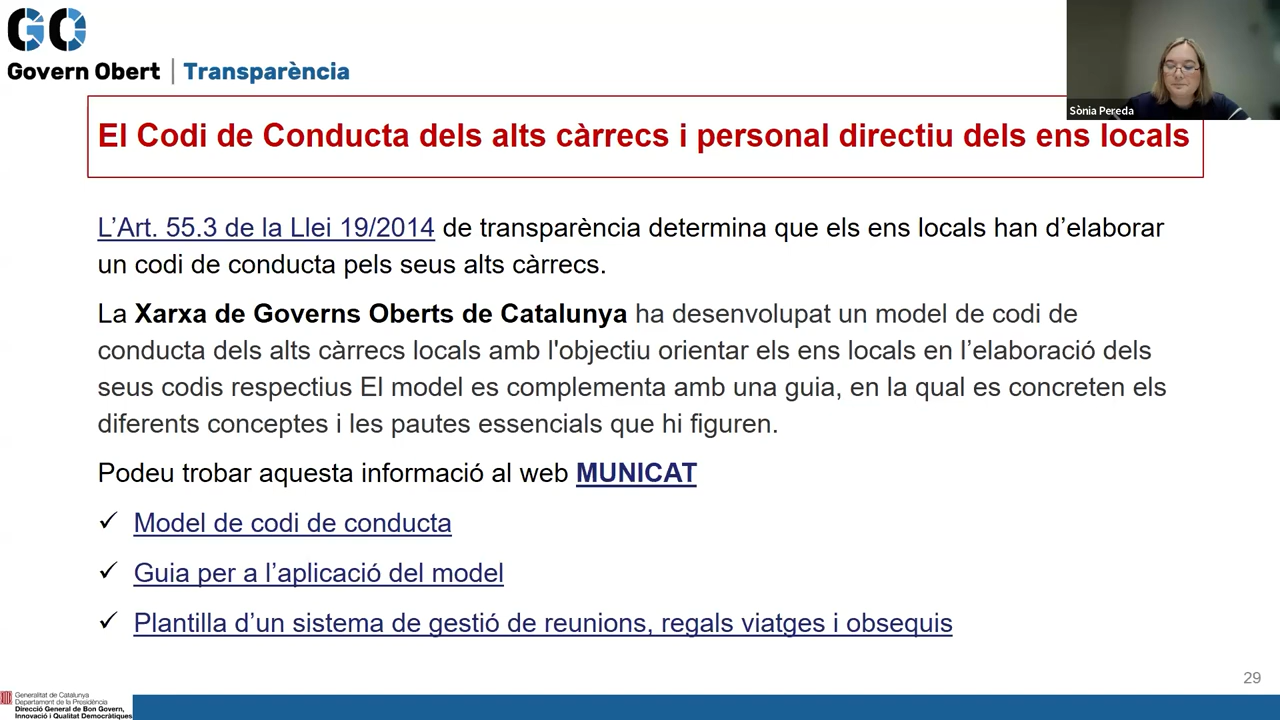 GO
Govern Obert | Transparència
Sònia Pereda
El Codi de Conducta dels alts càrrecs i personal directiu dels ens locals
L'Art. 55.3 de la Llei 19/2014 de transparència determina que els ens locals han d'elaborar
un codi de conducta pels seus alts càrrecs.
La Xarxa de Governs Oberts de Catalunya ha desenvolupat un model de codi de
conducta dels alts càrrecs locals amb l'objectiu orientar els ens locals en l'elaboració dels
seus codis respectius El model es complementa amb una guia, en la qual es concreten els
diferents conceptes i les pautes essencials que hi figuren.
Podeu trobar aquesta informació al web MUNICAT
✓ Model de codi de conducta
✓ Guia per a l'aplicació del model
✓ Plantilla d'un sistema de gestió de reunions, regals viatges i obsequis
29
Generalitat de Catalunya
Departament de la Presidència
Direcció General de Bon Govern,
Innovació i Qualitat Democràtiques